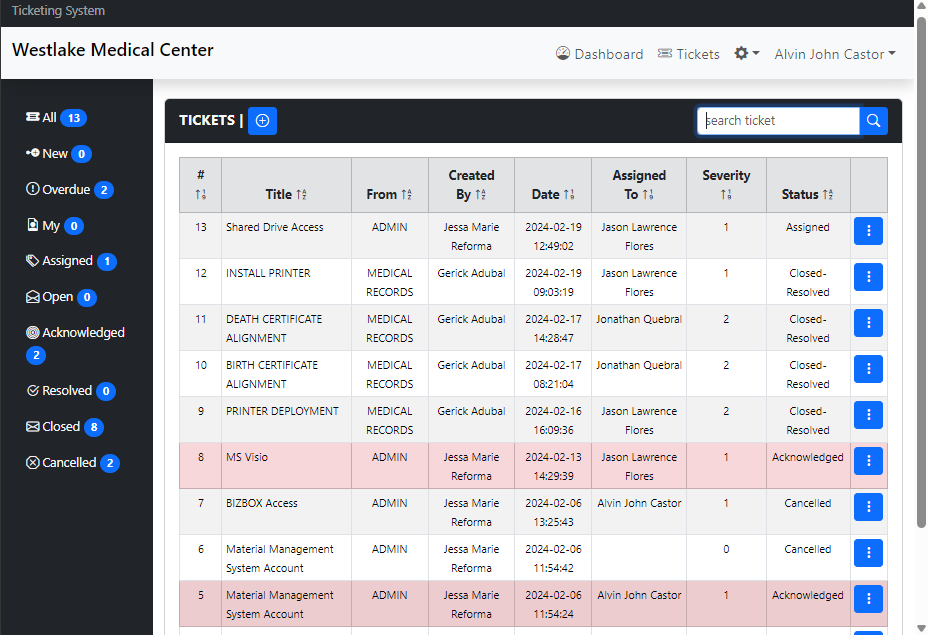 Ticketing System
Westlake Medical Center
Dashboard Tickets Alvin John Castor
All 13
New 0
Overdue 2
My 0
Assigned 1
Open 0
Acknowledged
2
Resolved 0
Closed 8
Cancelled 2
TICKETS |
search ticket
# Title From Created By Date Assigned To Severity Status
13 Shared Drive Access ADMIN Jessa Marie Reforma 2024-02-19 12:49:02 Jason Lawrence Flores 1 Assigned
12 INSTALL PRINTER MEDICAL RECORDS Gerick Adubal 2024-02-19 09:03:19 Jason Lawrence Flores 1 Closed-Resolved
11 DEATH CERTIFICATE ALIGNMENT MEDICAL RECORDS Gerick Adubal 2024-02-17 14:28:47 Jonathan Quebral 2 Closed-Resolved
10 BIRTH CERTIFICATE ALIGNMENT MEDICAL RECORDS Gerick Adubal 2024-02-17 08:21:04 Jonathan Quebral 2 Closed-Resolved
9 PRINTER DEPLOYMENT MEDICAL RECORDS Gerick Adubal 2024-02-16 16:09:36 Jason Lawrence Flores 2 Closed-Resolved
8 MS Visio ADMIN Jessa Marie Reforma 2024-02-13 14:29:39 Jason Lawrence Flores 1 Acknowledged
7 BIZBOX Access ADMIN Jessa Marie Reforma 2024-02-06 13:25:43 Alvin John Castor 1 Cancelled
6 Material Management System Account ADMIN Jessa Marie Reforma 2024-02-06 11:54:42 0 Cancelled
5 Material Management System Account ADMIN Jessa Marie Reforma 2024-02-06 11:54:24 Alvin John Castor 1 Acknowledged